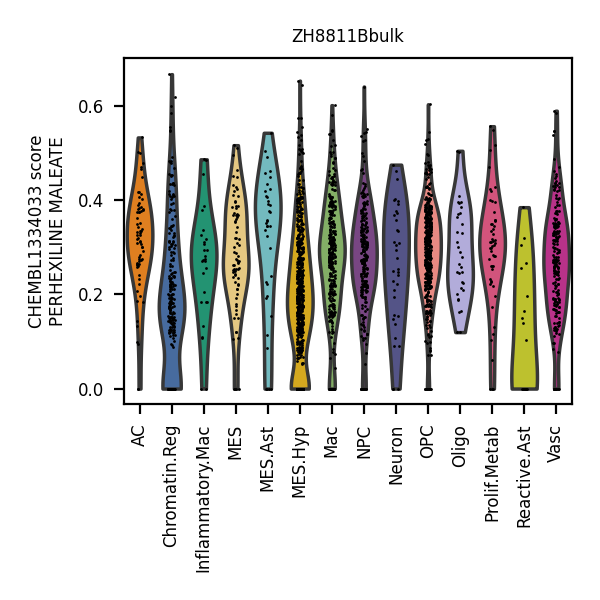 ZH8811Bbulk
CHEMBL1334033 score
PERHEXILINE MALEATE
0.6
0.4
0.2
0.0
AC
Chromatin.Reg
Inflammatory.Mac
MES
MES.Ast
MES.Hyp
Mac
NPC
Neuron
OPC
Oligo
Prolif.Metab
Reactive.Ast
Vasc